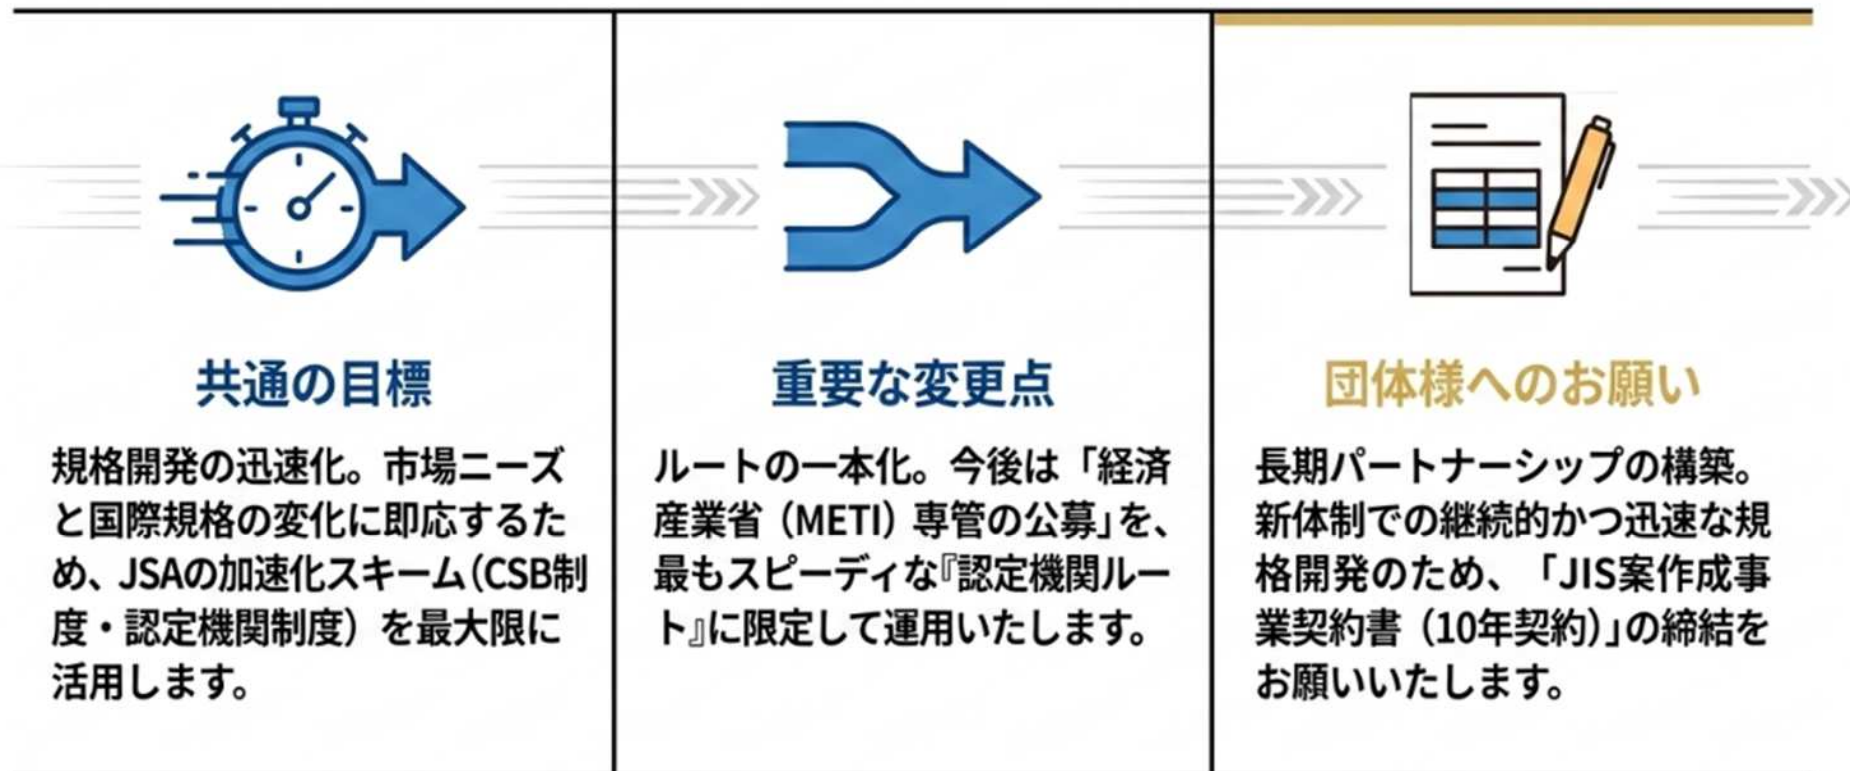 共通の目標
規格開発の迅速化。市場ニーズ
と国際規格の変化に即応するた
め、JSAの加速化スキーム（CSB制
度・認定機関制度）を最大限に
活用します。
重要な変更点
ルートの一本化。今後は「経済
産業省（METI）専管の公募」を、
最もスピーディな『認定機関ルー
ト』に限定して運用いたします。
団体様へのお願い
長期パートナーシップの構築。
新体制での継続的かつ迅速な規
格開発のため、「JIS案作成事
業契約書（10年契約）」の締結を
お願いいたします。